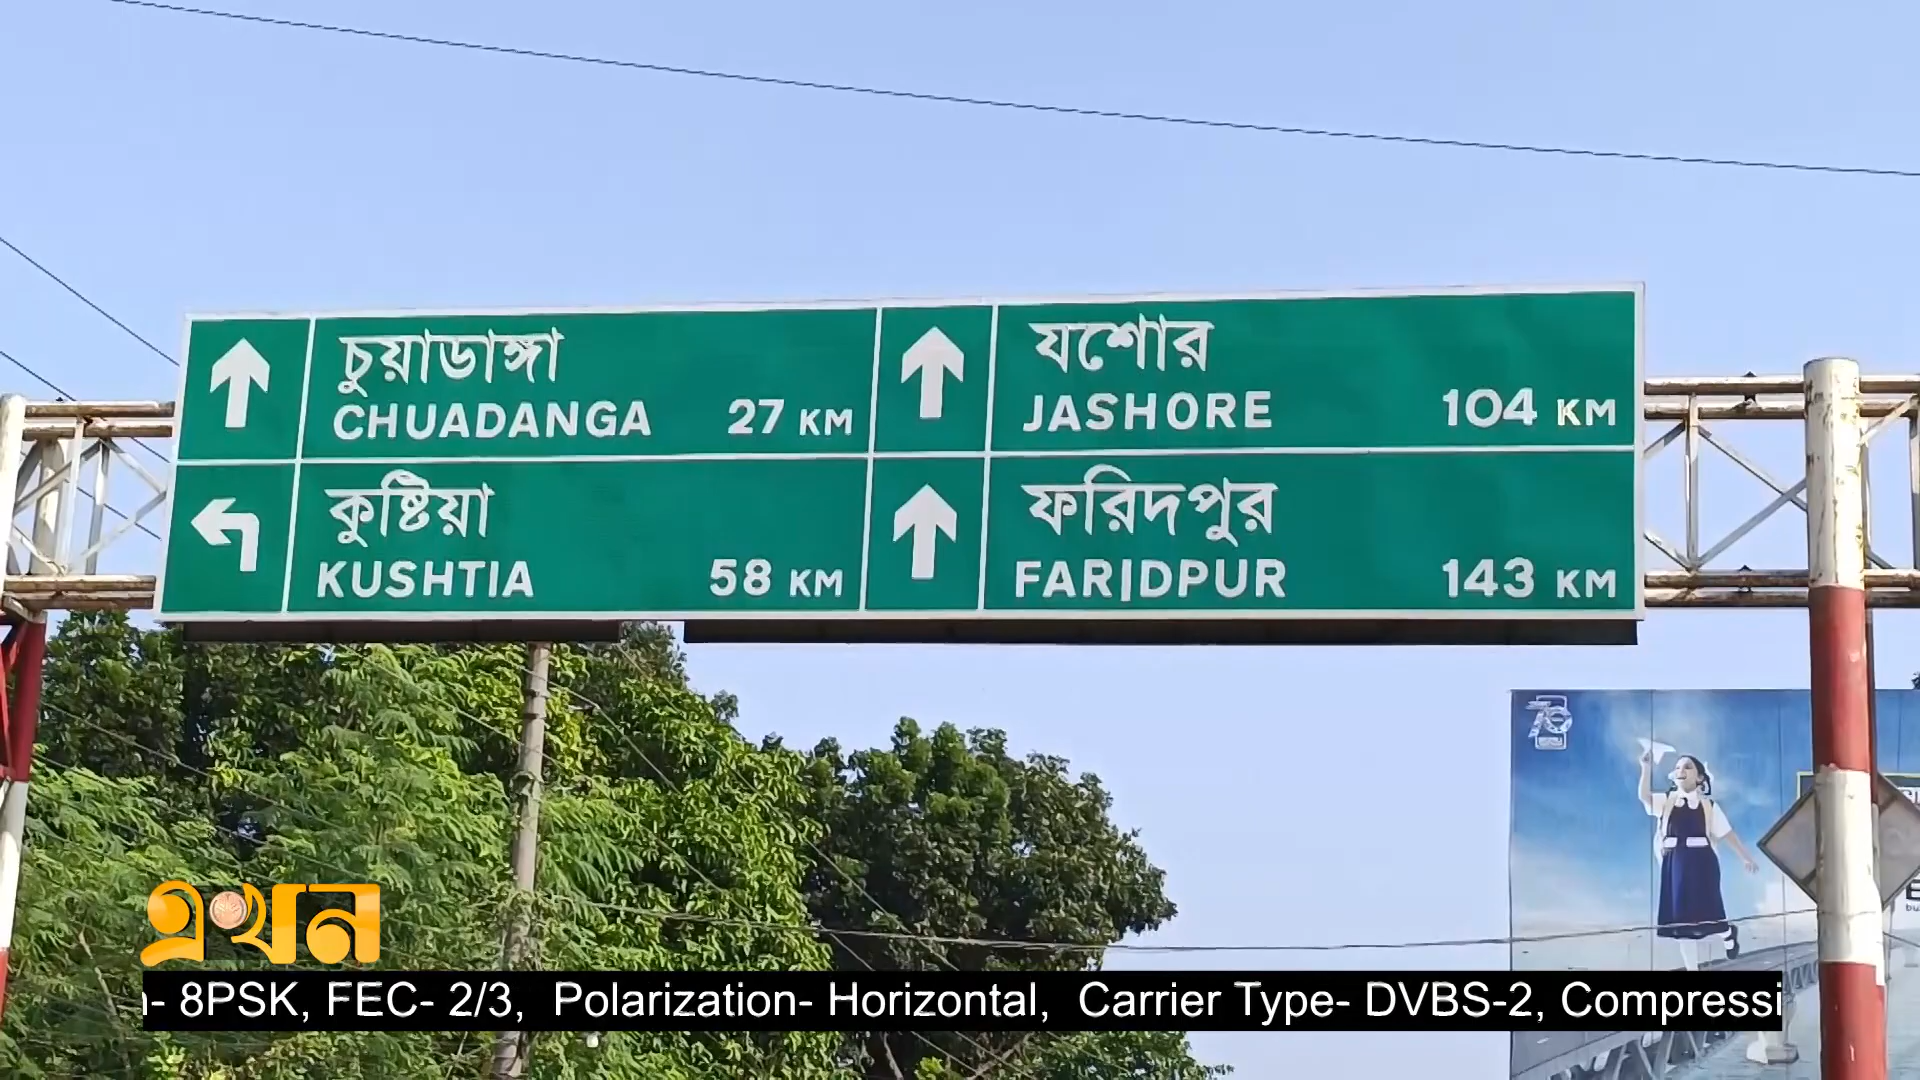 চুয়াডাঙ্গা
CHUADANGA 27 KM
যশোর
JASHORE 104 KM
কুষ্টিয়া
KUSHTIA 58 KM
ফরিদপুর
FARIDPUR 143 KM
এখন
- 8PSK, FEC- 2/3, Polarization- Horizontal, Carrier Type- DVBS-2, Compressi